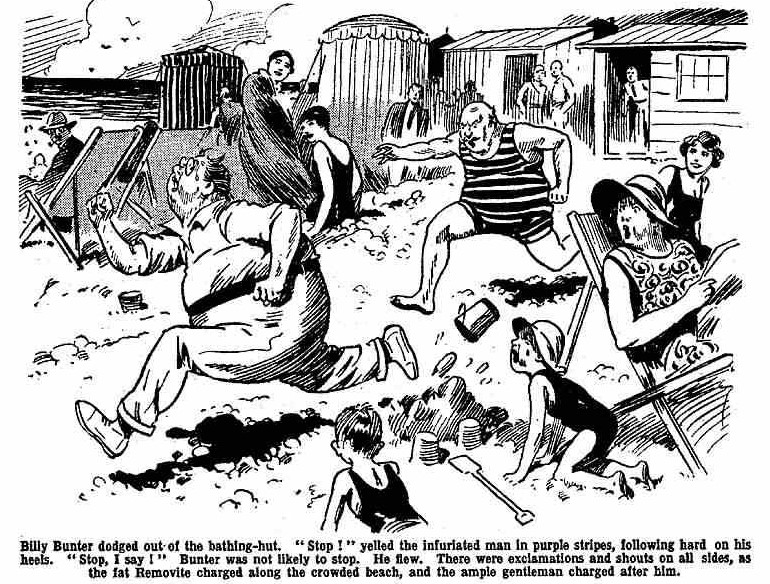 Billy Bunter dodged out of the bathing-hut. "Stop!" yelled the infuriated man in purple stripes, following hard on his
heels. "Stop, I say!" Bunter was not likely to stop. He flew. There were exclamations and shouts on all sides, as
the fat Removite charged along the crowded beach, and the ample gentleman charged after him.